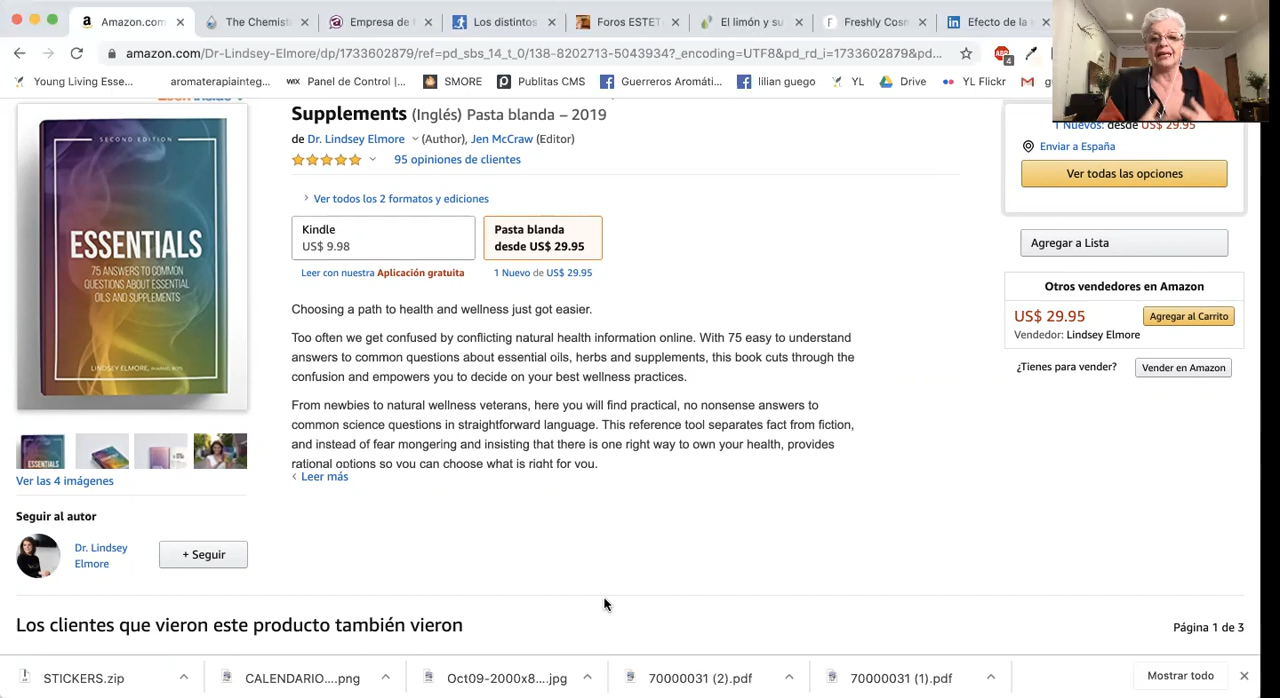 Amazon.com
The Chemist
Empresa de
Los distintos
Foros ESTET
El limón y su
Freshly Cosn
Efecto de la
amazon.com/Dr-Lindsey-Elmore/dp/1733602879/ref=pd_sbs_14_t_0/138-8202713-5043934?_encoding=UTF8&pd_rd_i=1733602879&pd...
ABP
4
Young Living Esse...
aromaterapiainteg...
WIX Panel de Control |...
SMORE
Publitas CMS
Guerreros Aromáti...
lilian guego
YL
Drive
YL Flickr
Supplements (Inglés) Pasta blanda – 2019
de Dr. Lindsey Elmore (Author), Jen McCraw (Editor)
95 opiniones de clientes
Ver todos los 2 formatos y ediciones
Kindle
US$ 9.98
Pasta blanda
desde US$ 29.95
Leer con nuestra Aplicación gratuita
1 Nuevo de US$ 29.95
Choosing a path to health and wellness just got easier.
Too often we get confused by conflicting natural health information online. With 75 easy to understand
answers to common questions about essential oils, herbs and supplements, this book cuts through the
confusion and empowers you to decide on your best wellness practices.
From newbies to natural wellness veterans, here you will find practical, no nonsense answers to
common science questions in straightforward language. This reference tool separates fact from fiction,
and instead of fear mongering and insisting that there is one right way to own your health, provides
rational options so you can choose what is right for you.
Leer más
SECOND EDITION
ESSENTIALS
75 ANSWERS TO COMMON
QUESTIONS ABOUT ESSENTIAL
OILS AND SUPPLEMENTS
LINDSEY ELMORE
ESSENTIALS
Ver las 4 imágenes
Seguir al autor
Dr. Lindsey
Elmore
+ Seguir
1 Nuevos: desde US$ 29.95
Enviar a España
Ver todas las opciones
Agregar a Lista
Otros vendedores en Amazon
US$ 29.95
Agregar al Carrito
Vendedor: Lindsey Elmore
¿Tienes para vender?
Vender en Amazon
Los clientes que vieron este producto también vieron
Página 1 de 3
STICKERS.zip
CALENDARIO....png
Oct09-2000x8....jpg
70000031 (2).pdf
70000031 (1).pdf
Mostrar todo